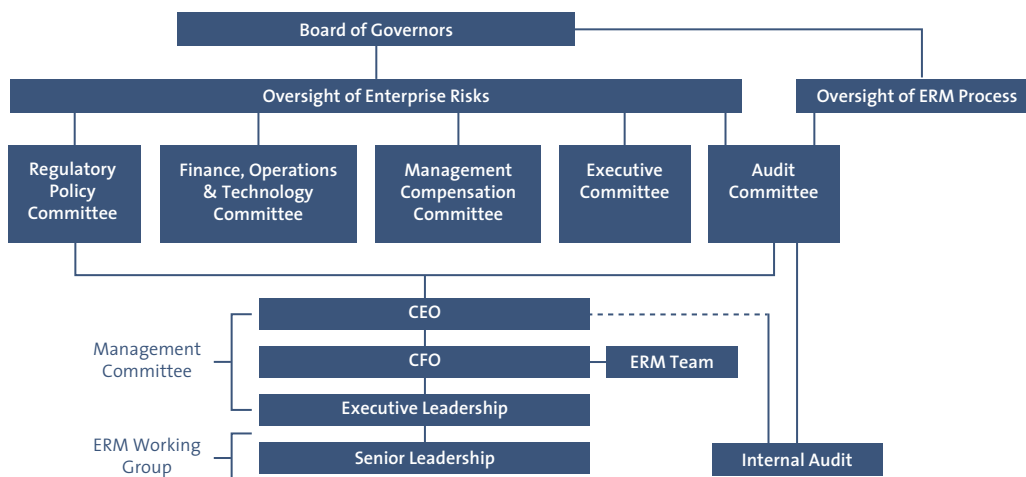 Board of Governors
Oversight of Enterprise Risks
Oversight of ERM Process
Regulatory
Policy
Committee
Finance, Operations
& Technology
Committee
Management
Compensation
Committee
Executive
Committee
Audit
Committee
CEO
Management
Committee
CFO
ERM Team
Executive Leadership
ERM Working
Group
Senior Leadership
Internal Audit